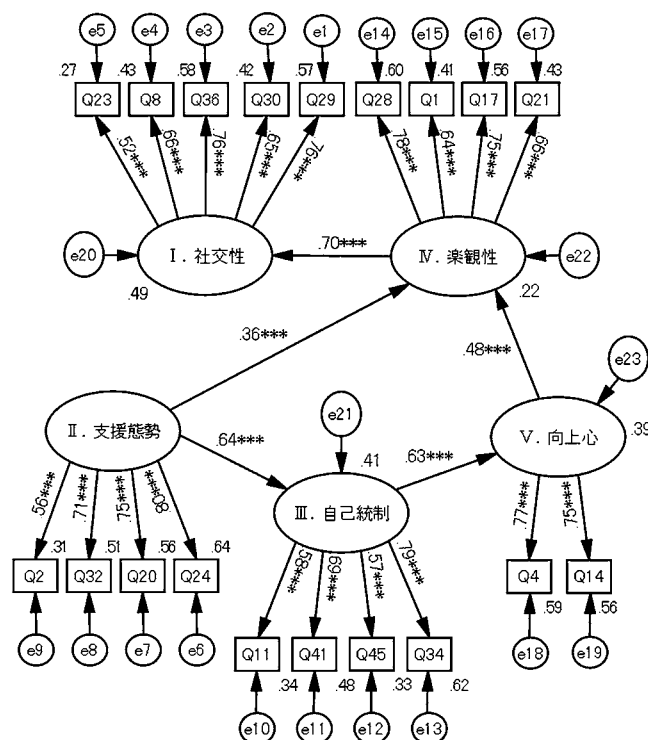 e5 e4 e3 e2 e1 e14 e15 e16 e17
.27 .43 .58 .42 .57 .60 .41 .56 .43
Q23 Q8 Q36 Q30 Q29 Q28 Q1 Q17 Q21
.52*** .66*** .76*** .65*** .76*** .78*** .64*** .75*** .66***
e20 Ⅰ. 社交性 .70*** Ⅳ. 楽観性 e22
.49 .22
.36*** .48***
e23
Ⅱ. 支援態勢 e21 Ⅴ. 向上心 .39
.64*** .41 .63***
Ⅲ. 自己統制
.56*** .71*** .75*** .80*** .77*** .75***
.31 .51 .56 .64
Q2 Q32 Q20 Q24 Q4 Q14
.58*** .69*** .57*** .79***
.59 .56
e9 e8 e7 e6 e18 e19
Q11 Q41 Q45 Q34
.34 .48 .33 .62
e10 e11 e12 e13